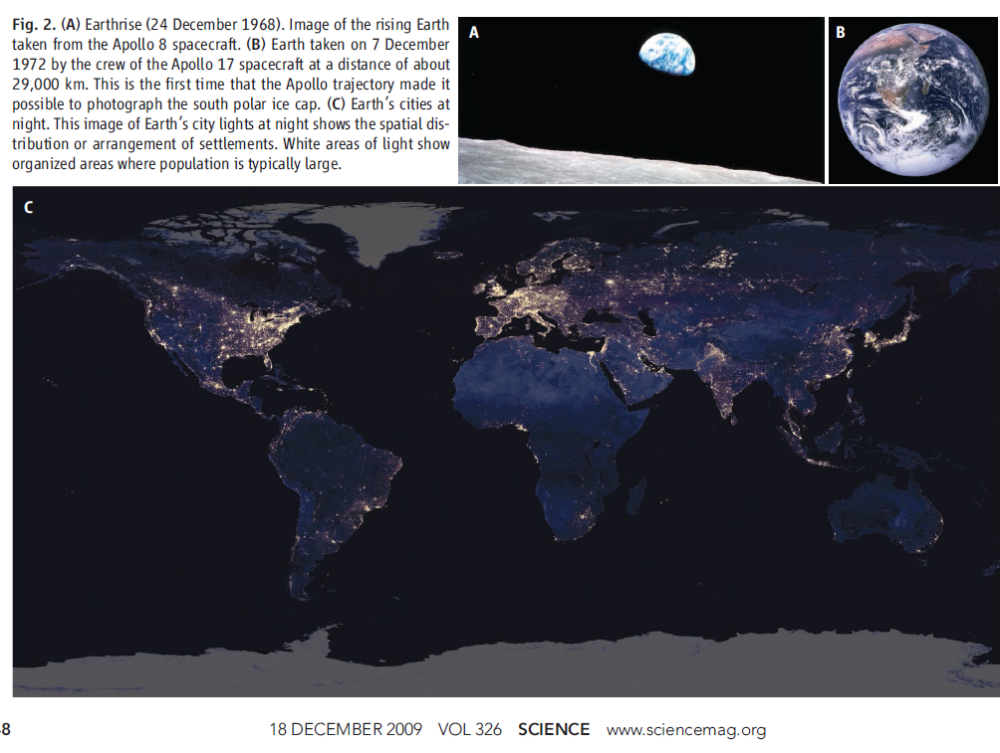 Fig. 2. (A) Earthrise (24 December 1968). Image of the rising Earth
taken from the Apollo 8 spacecraft. (B) Earth taken on 7 December
1972 by the crew of the Apollo 17 spacecraft at a distance of about
29,000 km. This is the first time that the Apollo trajectory made it
possible to photograph the south polar ice cap. (C) Earth's cities at
night. This image of Earth's city lights at night shows the spatial dis-
tribution or arrangement of settlements. White areas of light show
organized areas where population is typically large.
A
B
C
8 18 DECEMBER 2009 VOL 326 SCIENCE www.sciencemag.org